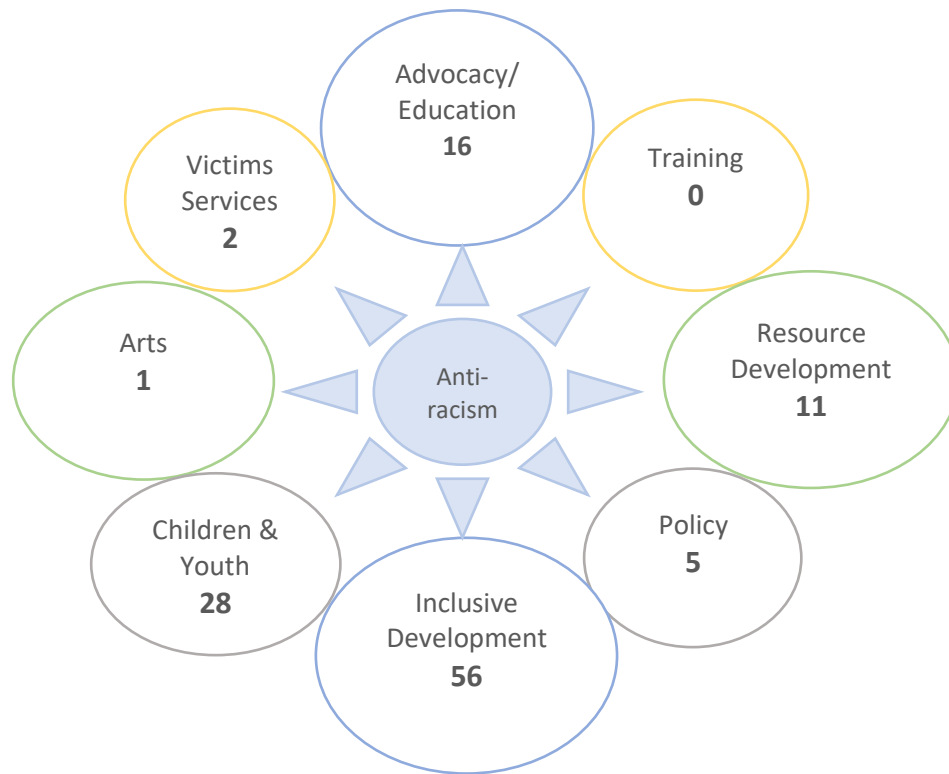 Advocacy/
Education
16
Training
0
Victims
Services
2
Resource
Development
11
Arts
1
Anti-
racism
Policy
5
Children &
Youth
28
Inclusive
Development
56